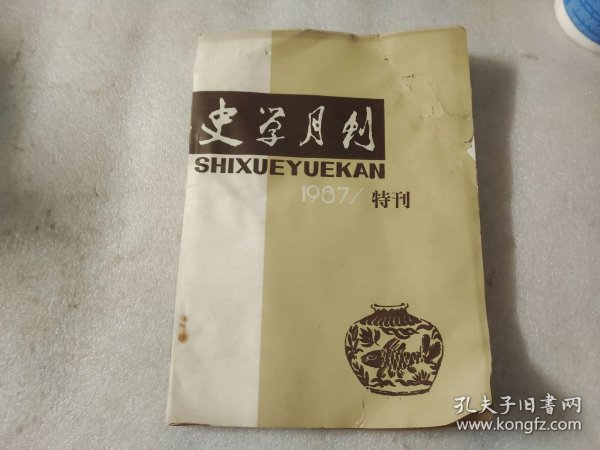 史学月刊
SHIXUEYUEKAN
1987/ 特刊
孔夫子旧书网
www.kongfz.com